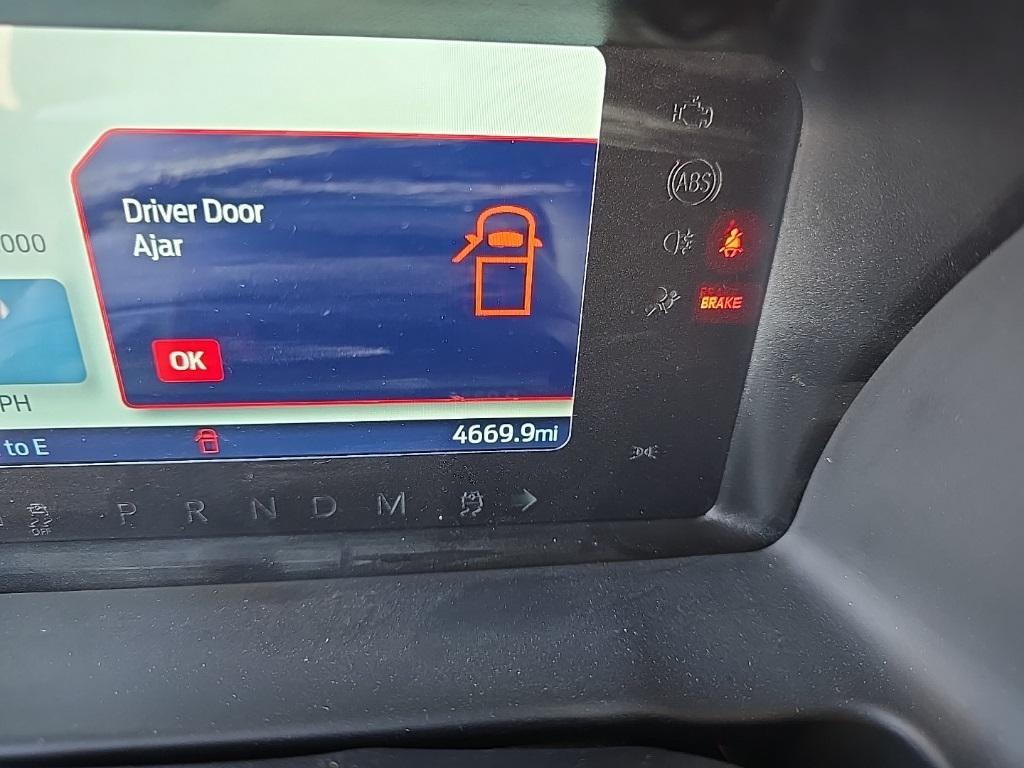 ABS
Driver Door
Ajar
000
BRAKE
OK
PH
to E
4669.9mi
OFF
P R N D M